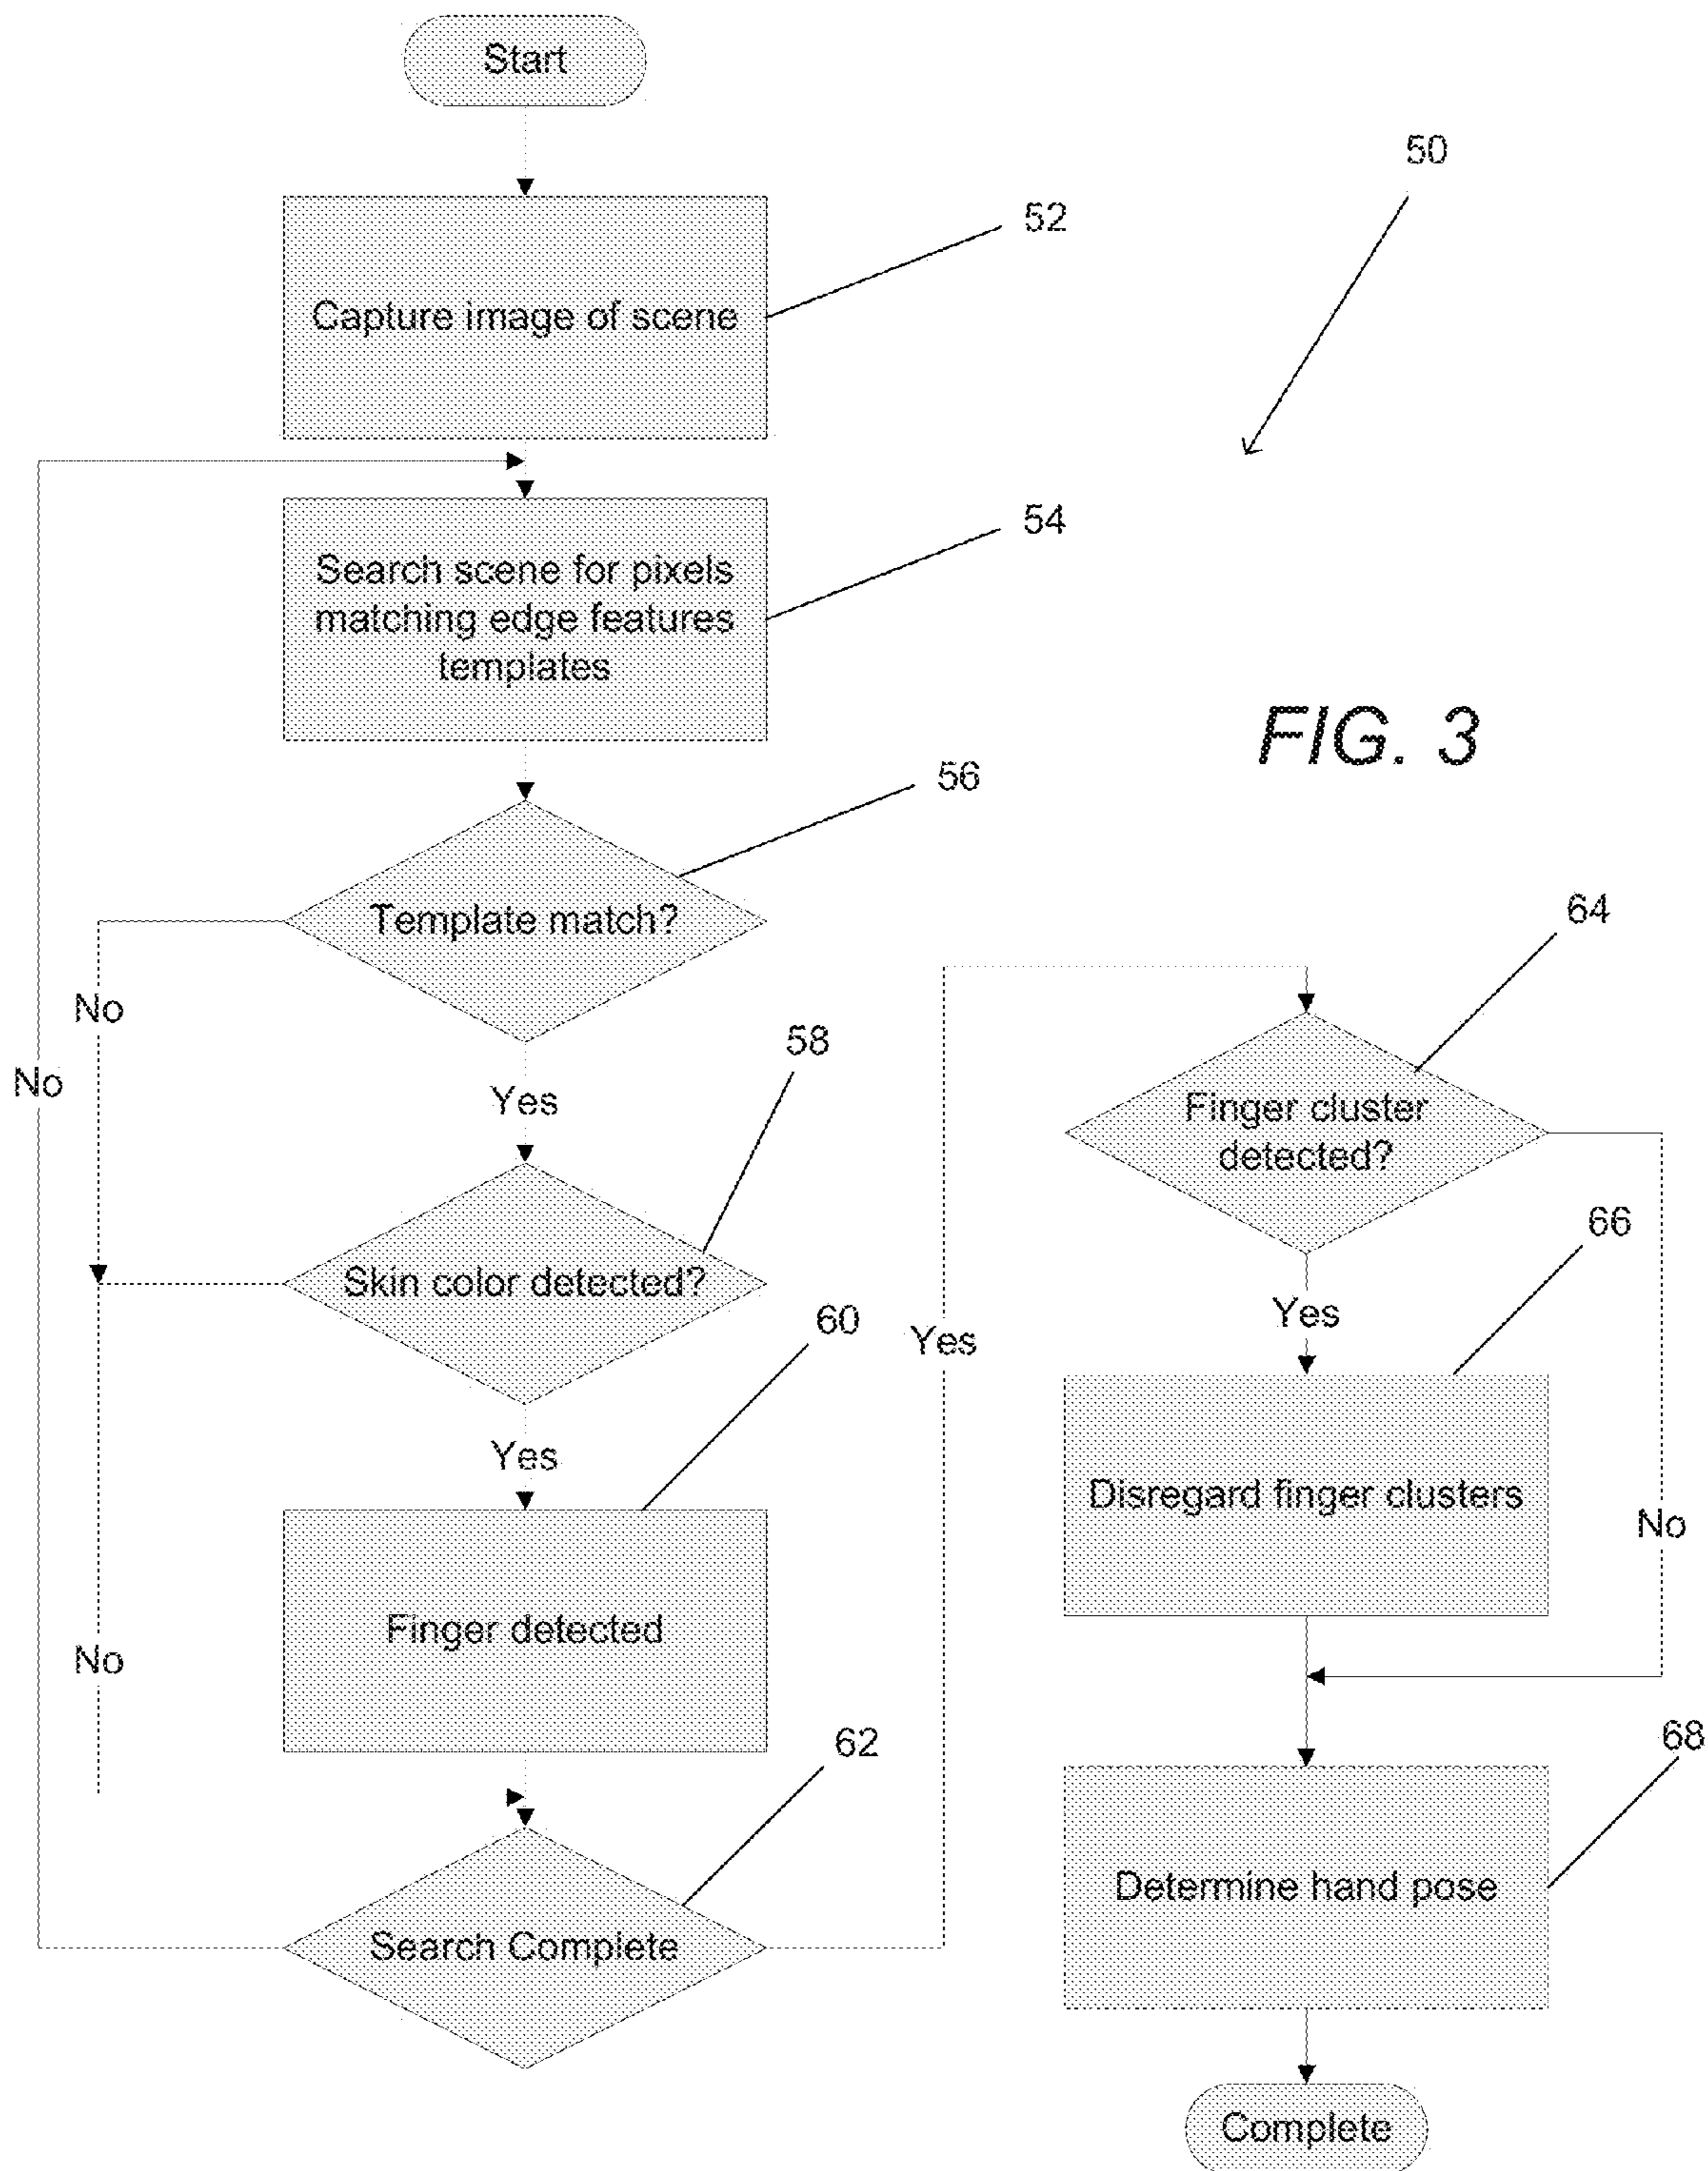 Start
50
52
Capture image of scene
54
Search scene for pixels
matching edge features
templates
FIG. 3
56
Template match?
64
No
58
No
Yes
Finger cluster
detected?
66
Skin color detected?
60
Yes
Yes
Yes
Disregard finger clusters
No
Finger detected
No
62
68
Determine hand pose
Search Complete
Complete